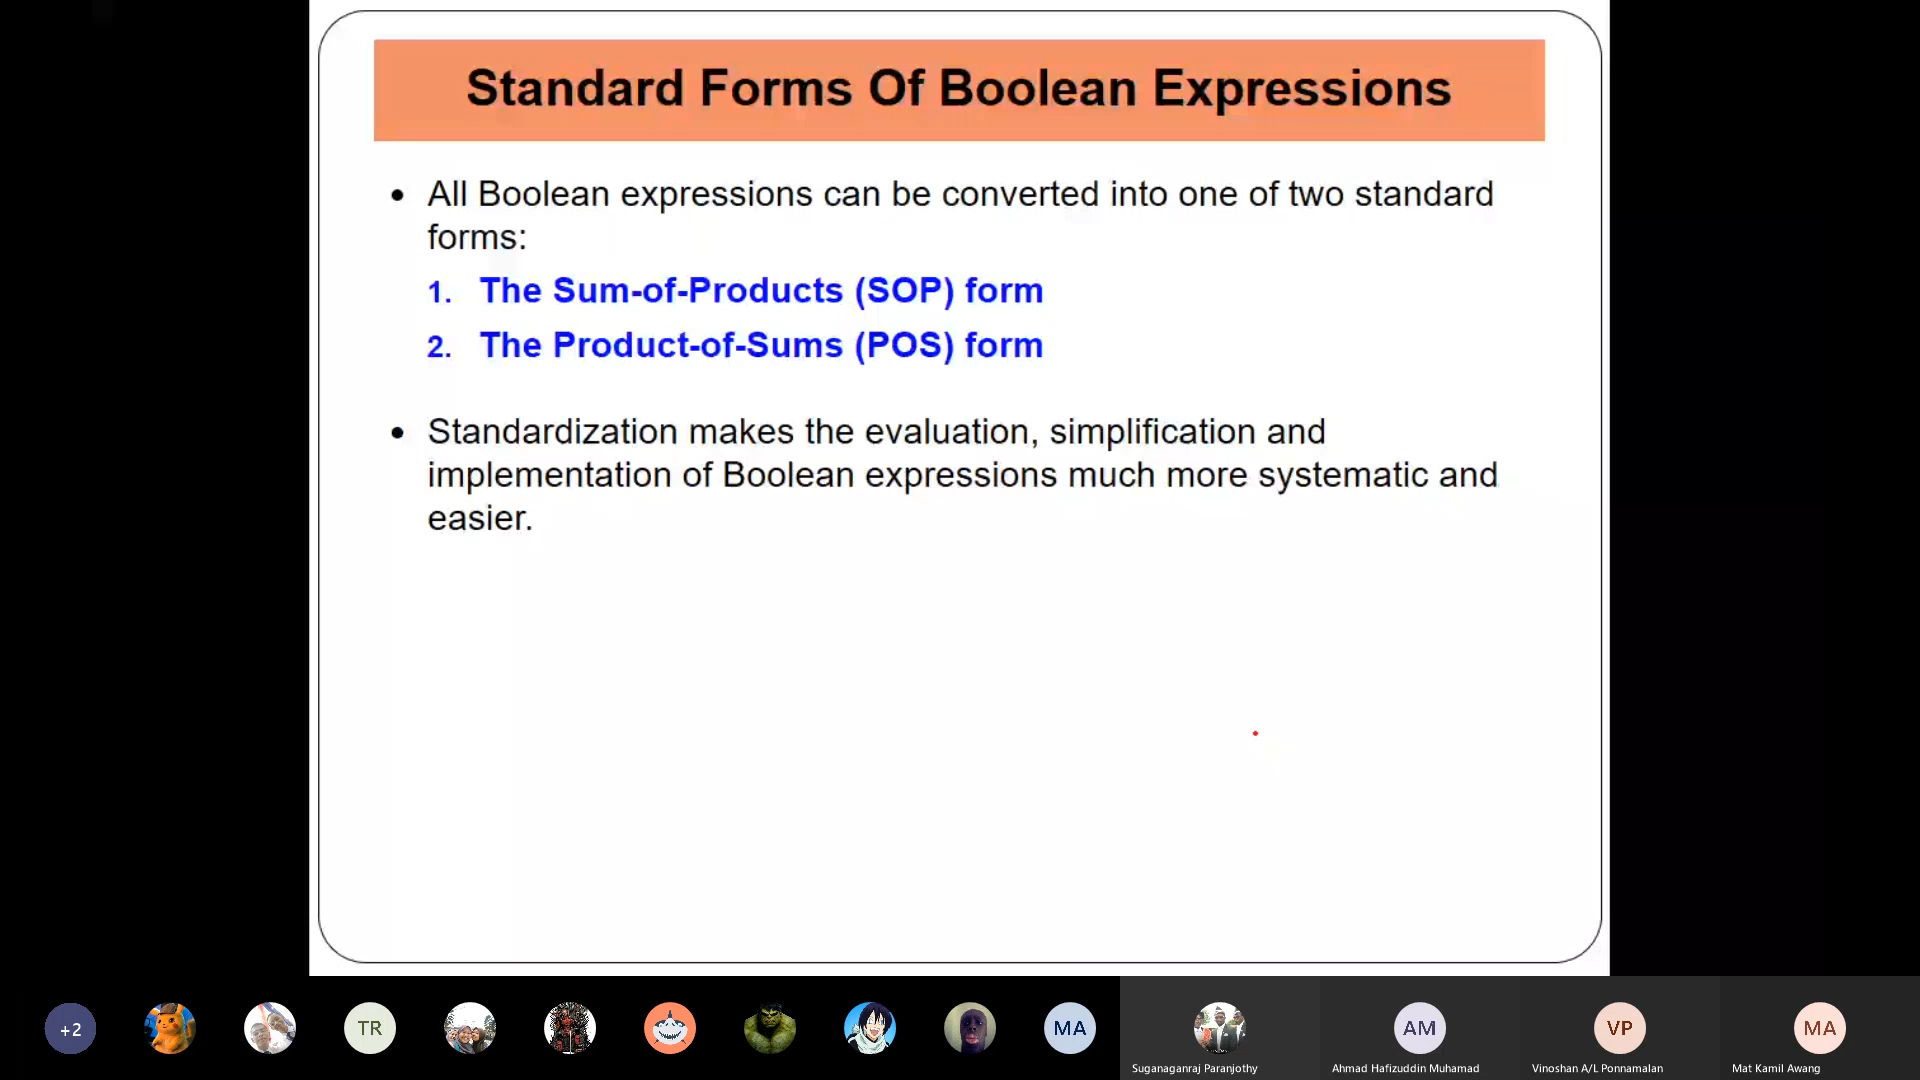 Standard Forms Of Boolean Expressions
• All Boolean expressions can be converted into one of two standard
forms:
1. The Sum-of-Products (SOP) form
2. The Product-of-Sums (POS) form
• Standardization makes the evaluation, simplification and
implementation of Boolean expressions much more systematic and
easier.
+2
TR
MA
AM
VP
MA
Suganaganraj Paranjothy
Ahmad Hafizuddin Muhamad
Vinoshan A/L Ponnamalan
Mat Kamil Awang